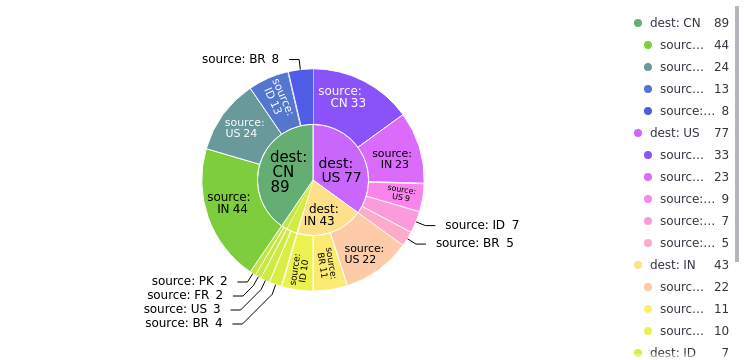 source: BR 8
source:
ID 13
source:
CN 33
source:
US 24
dest:
CN
89
dest:
US 77
source:
IN 23
source:
US 9
source:
IN 44
dest:
IN 43
source: ID 7
source: BR 5
source:
US 22
source:
BR 11
source:
ID 10
source: PK 2
source: FR 2
source: US 3
source: BR 4
dest: CN 89
sourc... 44
sourc... 24
sourc... 13
source:... 8
dest: US 77
sourc... 33
sourc... 23
source:... 9
source:... 7
source:... 5
dest: IN 43
sourc... 22
sourc... 11
sourc... 10
dest: ID 7